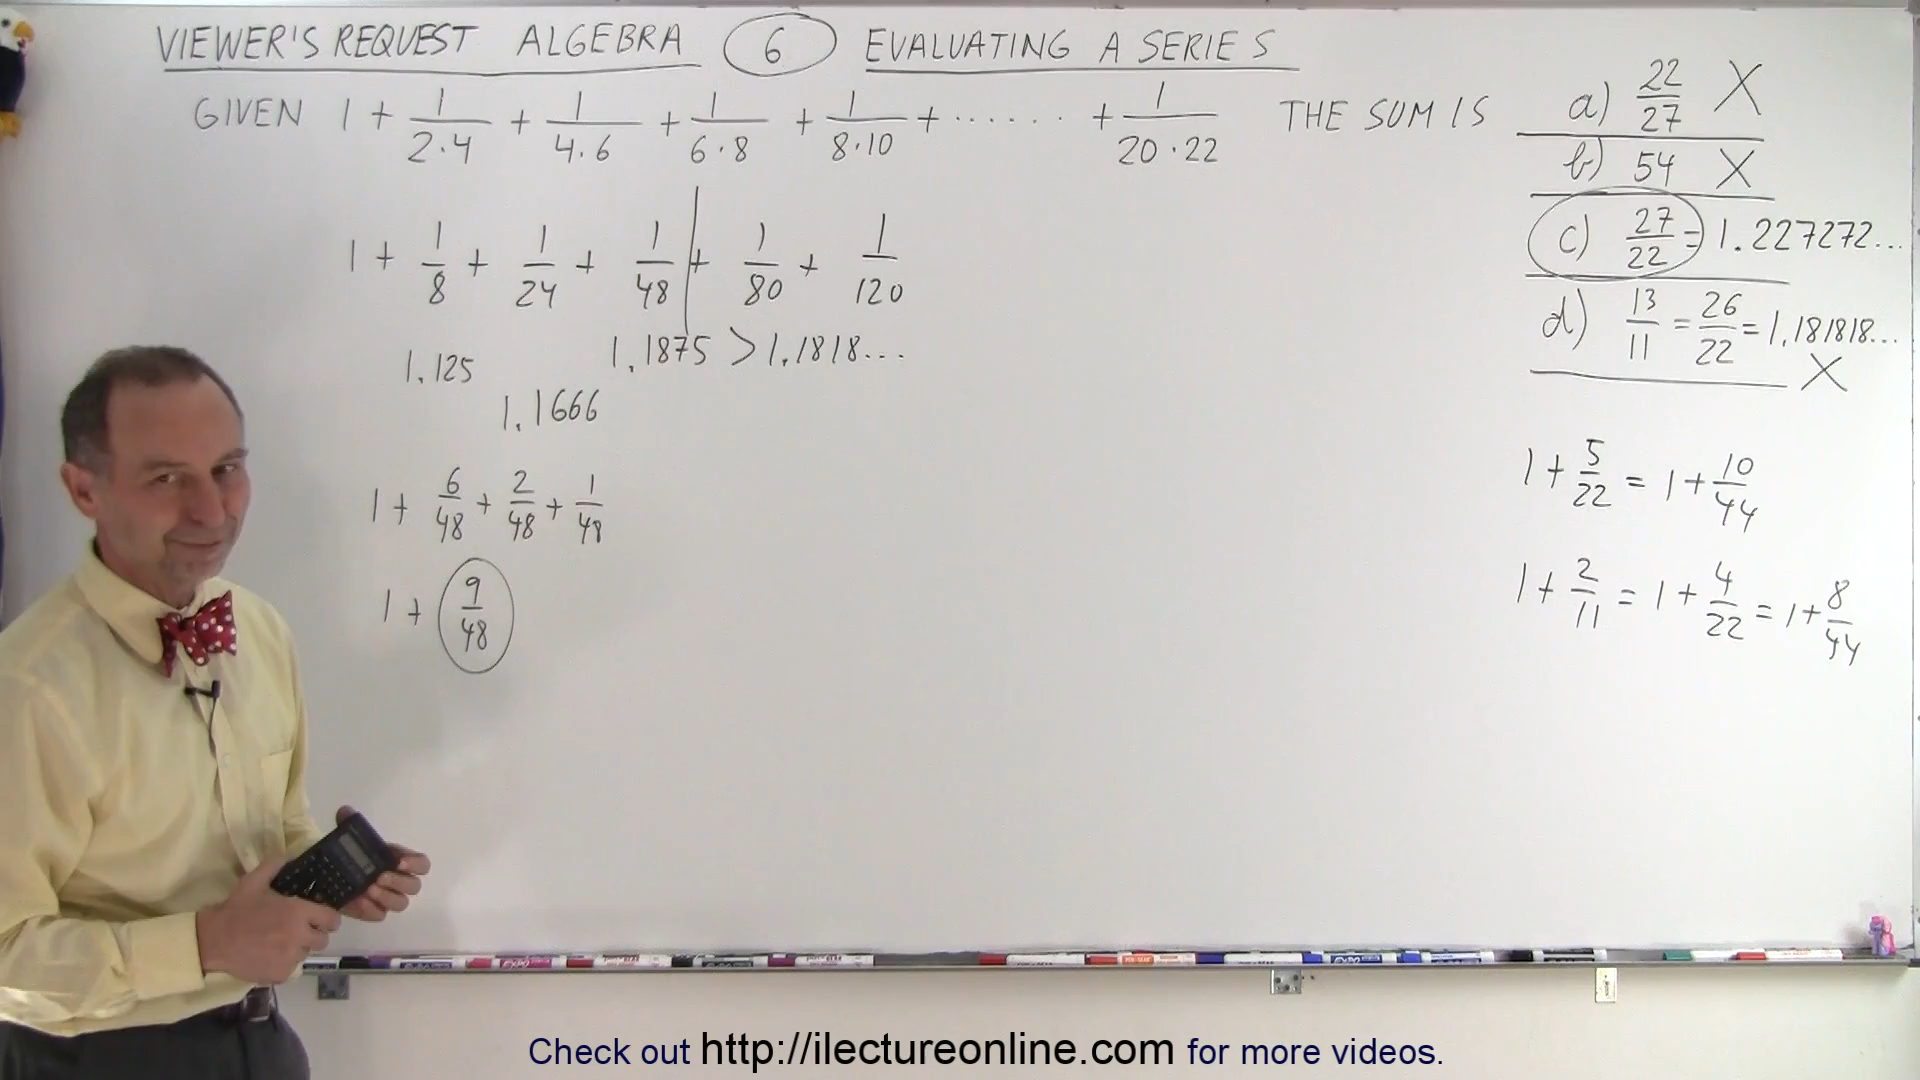 VIEWER'S REQUEST ALGEBRA 6 EVALUATING A SERIES
GIVEN 1 + 1/(2·4) + 1/(4·6) + 1/(6·8) + 1/(8·10) + ······ + 1/(20·22) THE SUM IS
a) 22/27 X
b) 54 X
c) 27/22 = 1.227272...
d) 13/11 = 26/22 = 1.181818... X
1 + 1/8 + 1/24 + 1/48 + 1/80 + 1/120
1.125
1.1666
1.1875 > 1.1818...
1 + 6/48 + 2/48 + 1/48
1 + 9/48
1 + 5/22 = 1 + 10/44
1 + 2/11 = 1 + 4/22 = 1 + 8/44
Check out http://ilectureonline.com for more videos.